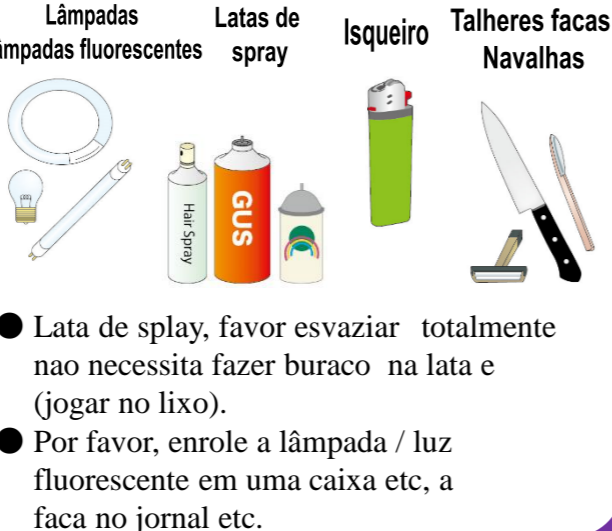 Lâmpadas
âmpadas fluorescentes
Latas de
spray
Isqueiro
Talheres facas
Navalhas
Hair Spray
GUS
● Lata de splay, favor esvaziar totalmente
nao necessita fazer buraco na lata e
(jogar no lixo).
● Por favor, enrole a lâmpada / luz
fluorescente em uma caixa etc, a
faca no jornal etc.